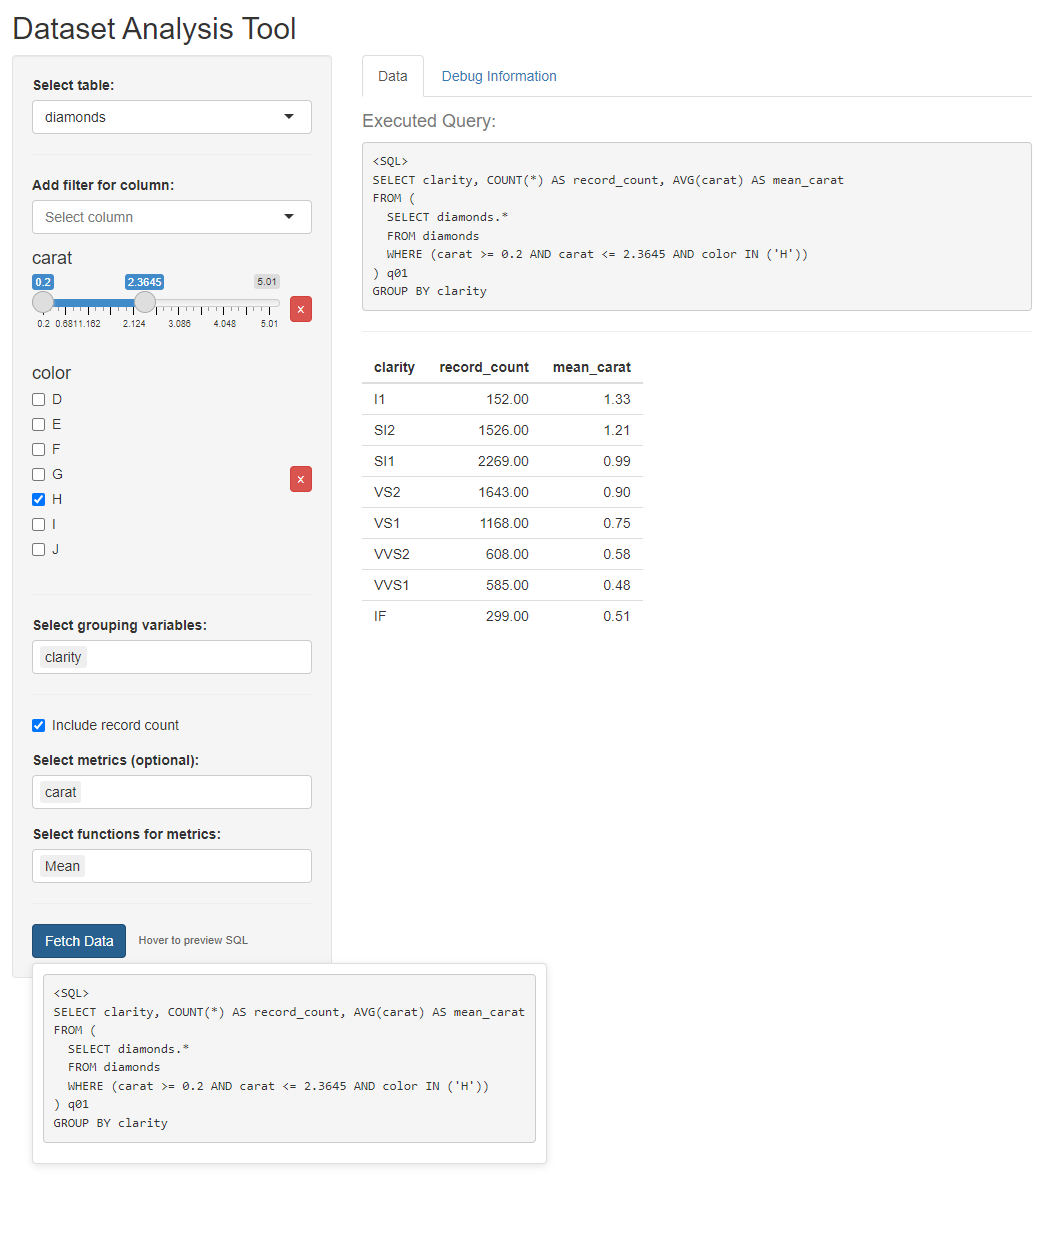 Dataset Analysis Tool
Select table:
diamonds
Add filter for column:
Select column
carat
0.2 2.3645 5.01
x
0.2 0.681 1.162 2.124 3.086 4.048 5.01
color
D
E
F
G
x
H
I
J
Select grouping variables:
clarity
Include record count
Select metrics (optional):
carat
Select functions for metrics:
Mean
Fetch Data Hover to preview SQL
<SQL>
SELECT clarity, COUNT(*) AS record_count, AVG(carat) AS mean_carat
FROM (
  SELECT diamonds.*
  FROM diamonds
  WHERE (carat >= 0.2 AND carat <= 2.3645 AND color IN ('H'))
) q01
GROUP BY clarity
Data Debug Information
Executed Query:
<SQL>
SELECT clarity, COUNT(*) AS record_count, AVG(carat) AS mean_carat
FROM (
  SELECT diamonds.*
  FROM diamonds
  WHERE (carat >= 0.2 AND carat <= 2.3645 AND color IN ('H'))
) q01
GROUP BY clarity
clarity record_count mean_carat
I1 152.00 1.33
SI2 1526.00 1.21
SI1 2269.00 0.99
VS2 1643.00 0.90
VS1 1168.00 0.75
VVS2 608.00 0.58
VVS1 585.00 0.48
IF 299.00 0.51